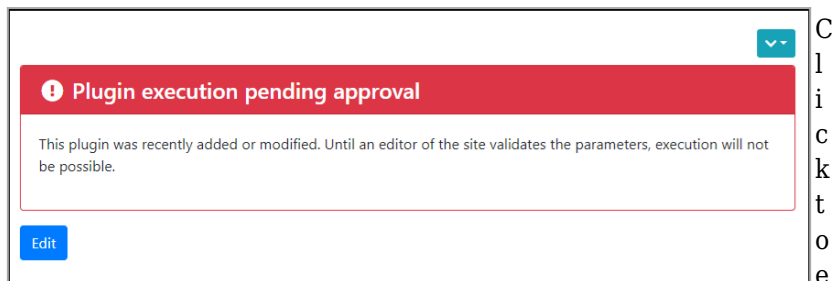 Plugin execution pending approval
This plugin was recently added or modified. Until an editor of the site validates the parameters, execution will not
be possible.
Edit
C
l
i
c
k
t
o
e